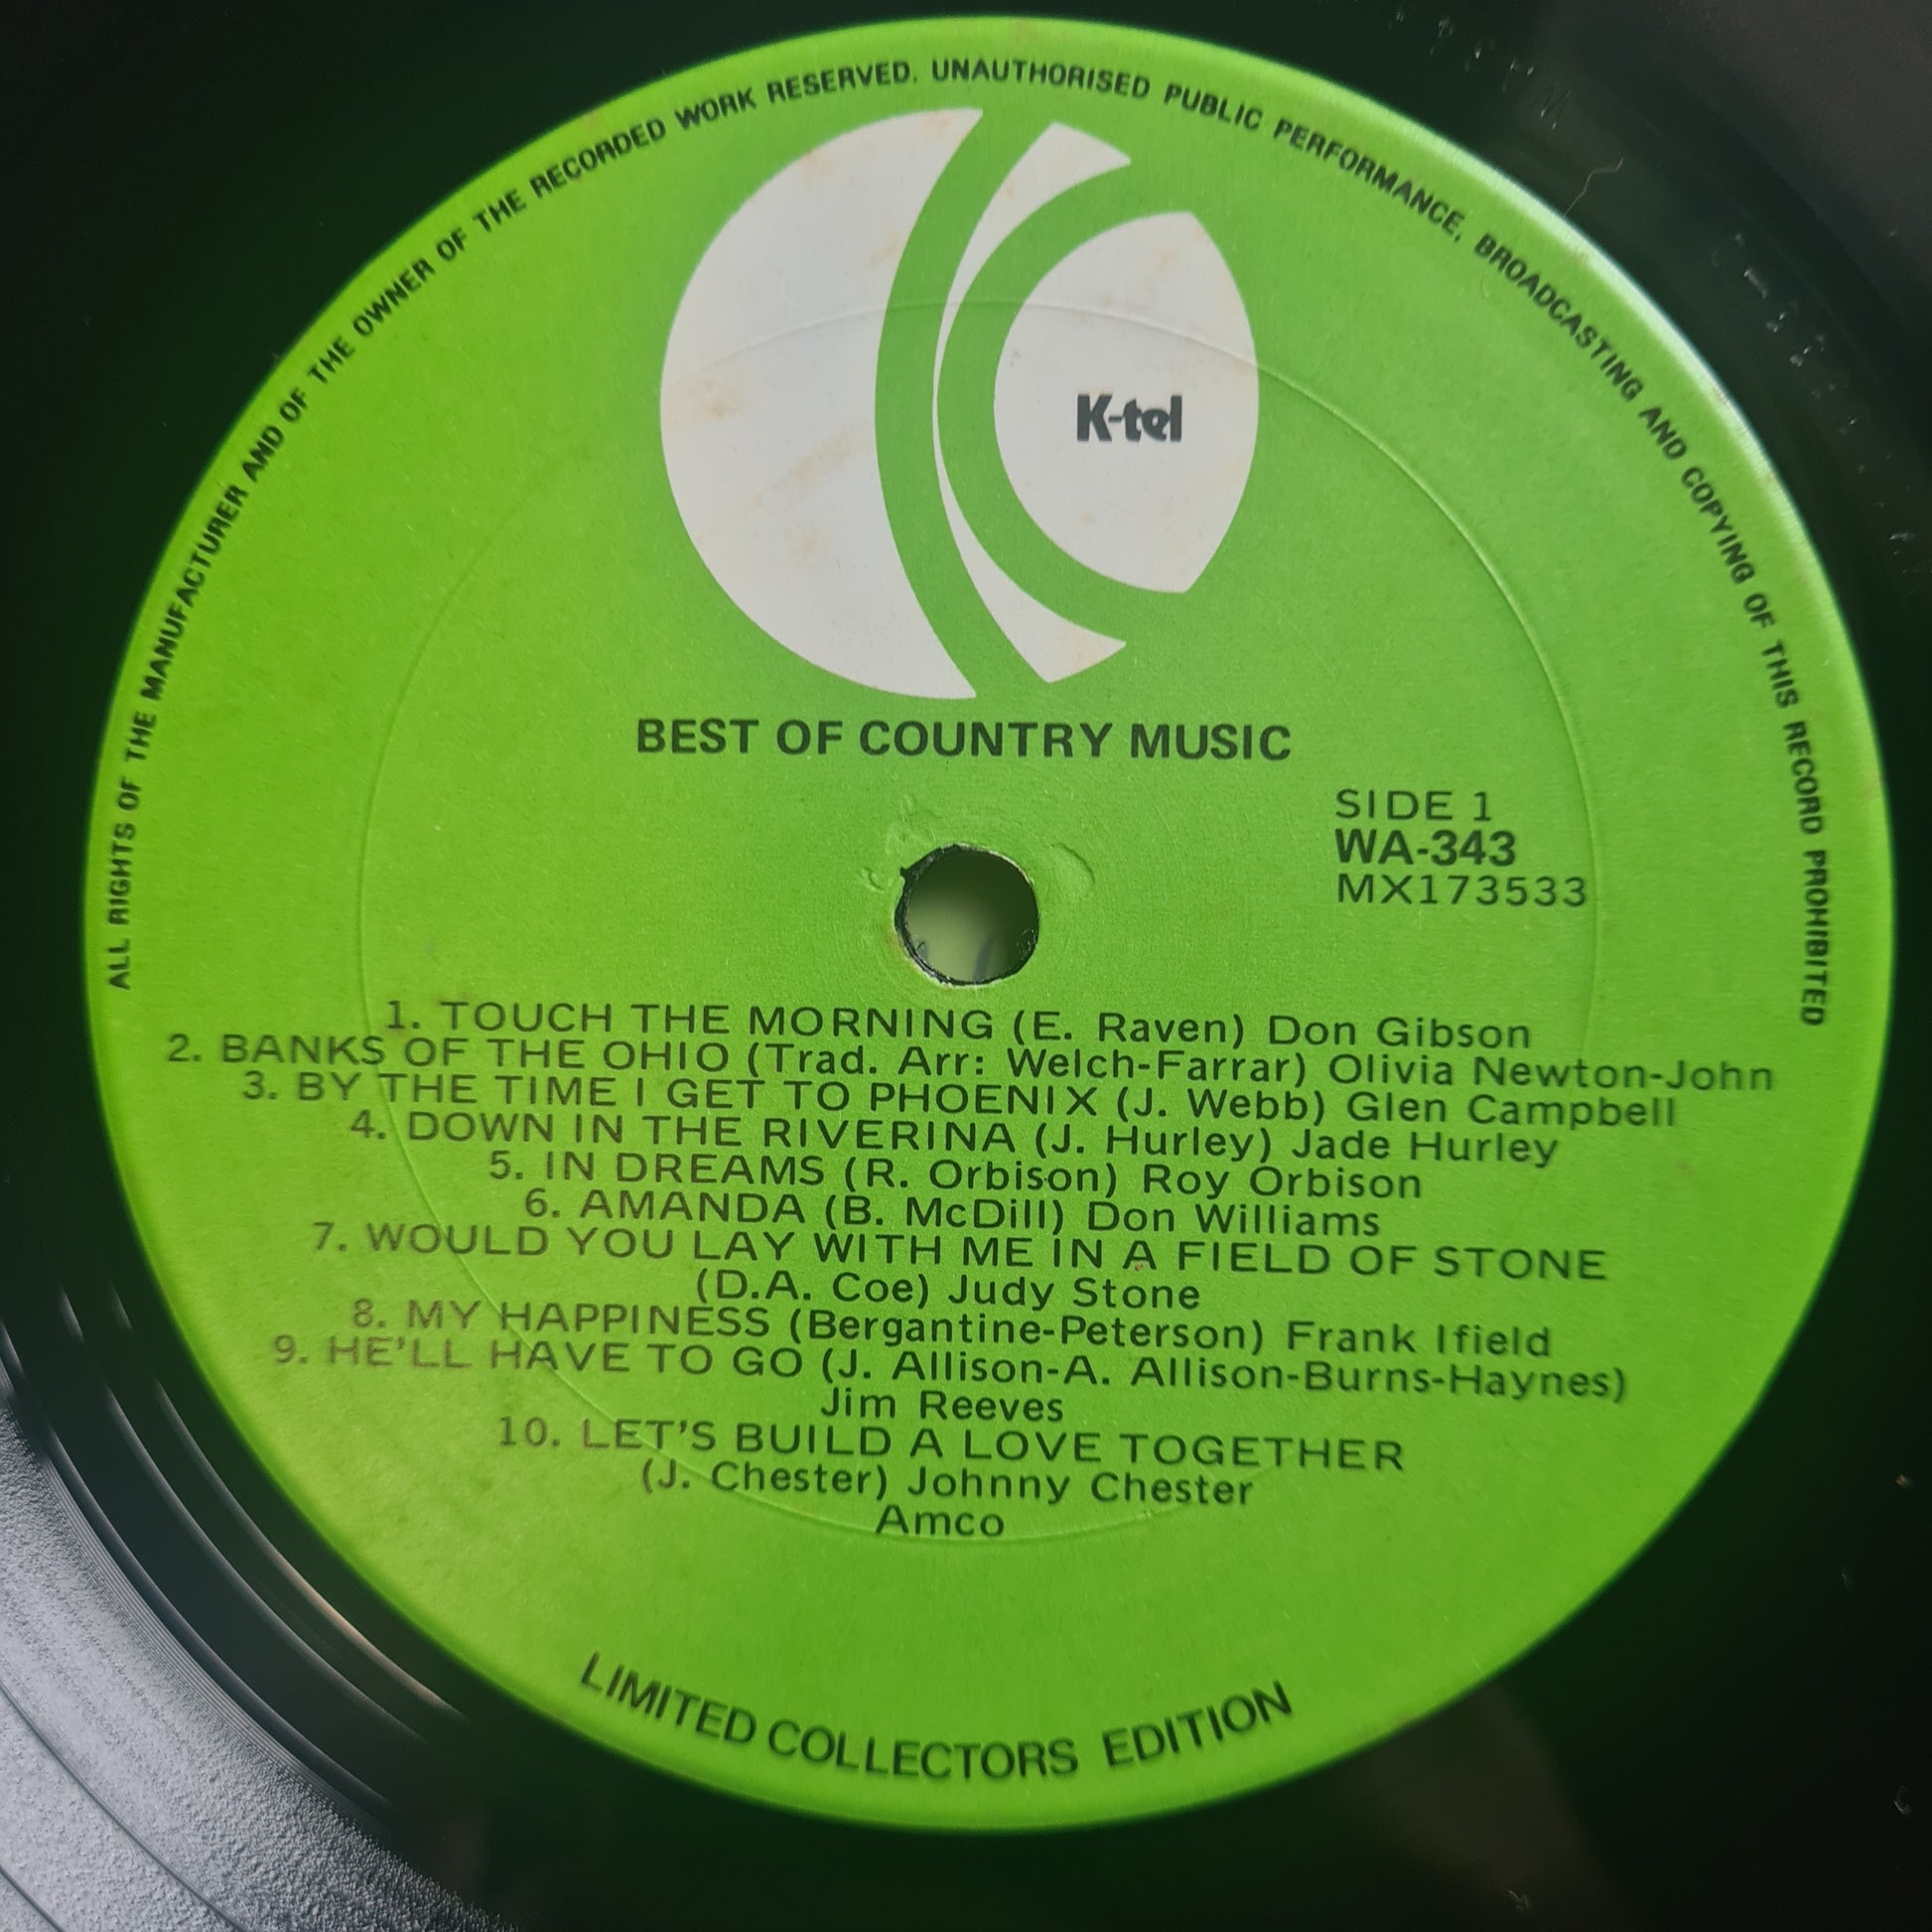 ALL RIGHTS OF THE MANUFACTURER AND OF THE OWNER OF THE RECORDED WORK RESERVED. UNAUTHORISED PUBLIC PERFORMANCE, BROADCASTING AND COPYING OF THIS RECORD PROHIBITED
K-tel
BEST OF COUNTRY MUSIC
SIDE 1
WA-343
MX173533
1. TOUCH THE MORNING (E. Raven) Don Gibson
2. BANKS OF THE OHIO (Trad. Arr: Welch-Farrar) Olivia Newton-John
3. BY THE TIME I GET TO PHOENIX (J. Webb) Glen Campbell
4. DOWN IN THE RIVERINA (J. Hurley) Jade Hurley
5. IN DREAMS (R. Orbison) Roy Orbison
6. AMANDA (B. McDill) Don Williams
7. WOULD YOU LAY WITH ME IN A FIELD OF STONE
(D.A. Coe) Judy Stone
8. MY HAPPINESS (Bergantine-Peterson) Frank Ifield
9. HE'LL HAVE TO GO (J. Allison-A. Allison-Burns-Haynes)
Jim Reeves
10. LET'S BUILD A LOVE TOGETHER
(J. Chester) Johnny Chester
Amco
LIMITED COLLECTORS EDITION